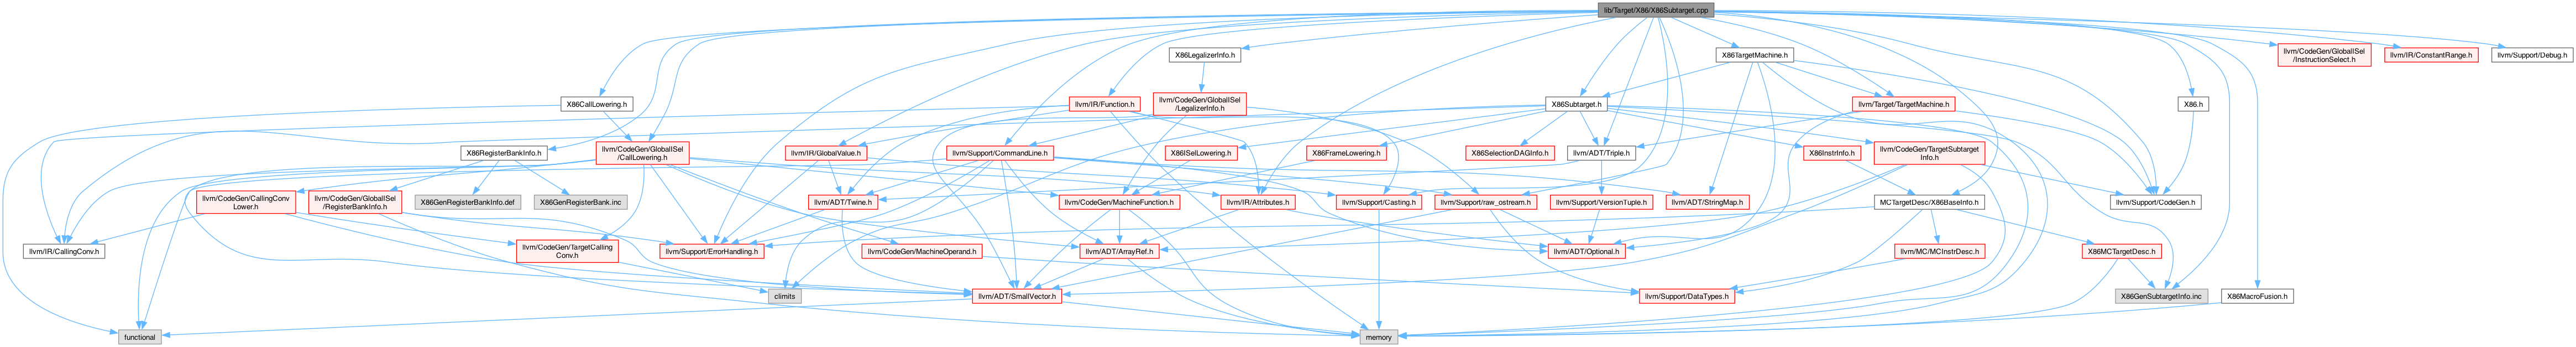 lib/Target/X86/X86Subtarget.cpp
X86LegalizerInfo.h
X86TargetMachine.h
llvm/CodeGen/GlobalISel
/InstructionSelect.h
llvm/IR/ConstantRange.h
llvm/Support/Debug.h
X86CallLowering.h
llvm/IR/Function.h
llvm/CodeGen/GlobalISel
/LegalizerInfo.h
X86Subtarget.h
llvm/Target/TargetMachine.h
X86.h
X86RegisterBankInfo.h
llvm/CodeGen/GlobalISel
/CallLowering.h
llvm/IR/GlobalValue.h
llvm/Support/CommandLine.h
X86ISelLowering.h
X86FrameLowering.h
X86SelectionDAGInfo.h
llvm/ADT/Triple.h
X86InstrInfo.h
llvm/CodeGen/TargetSubtarget
Info.h
llvm/CodeGen/CallingConv
Lower.h
llvm/CodeGen/GlobalISel
/RegisterBankInfo.h
X86GenRegisterBankInfo.def
X86GenRegisterBank.inc
llvm/ADT/Twine.h
llvm/CodeGen/MachineFunction.h
llvm/IR/Attributes.h
llvm/Support/Casting.h
llvm/Support/raw_ostream.h
llvm/Support/VersionTuple.h
llvm/ADT/StringMap.h
MCTargetDesc/X86BaseInfo.h
llvm/Support/CodeGen.h
llvm/IR/CallingConv.h
llvm/CodeGen/TargetCalling
Conv.h
llvm/Support/ErrorHandling.h
llvm/CodeGen/MachineOperand.h
llvm/ADT/ArrayRef.h
llvm/ADT/Optional.h
llvm/MC/MCInstrDesc.h
X86MCTargetDesc.h
climits
llvm/ADT/SmallVector.h
llvm/Support/DataTypes.h
X86GenSubtargetInfo.inc
X86MacroFusion.h
functional
memory